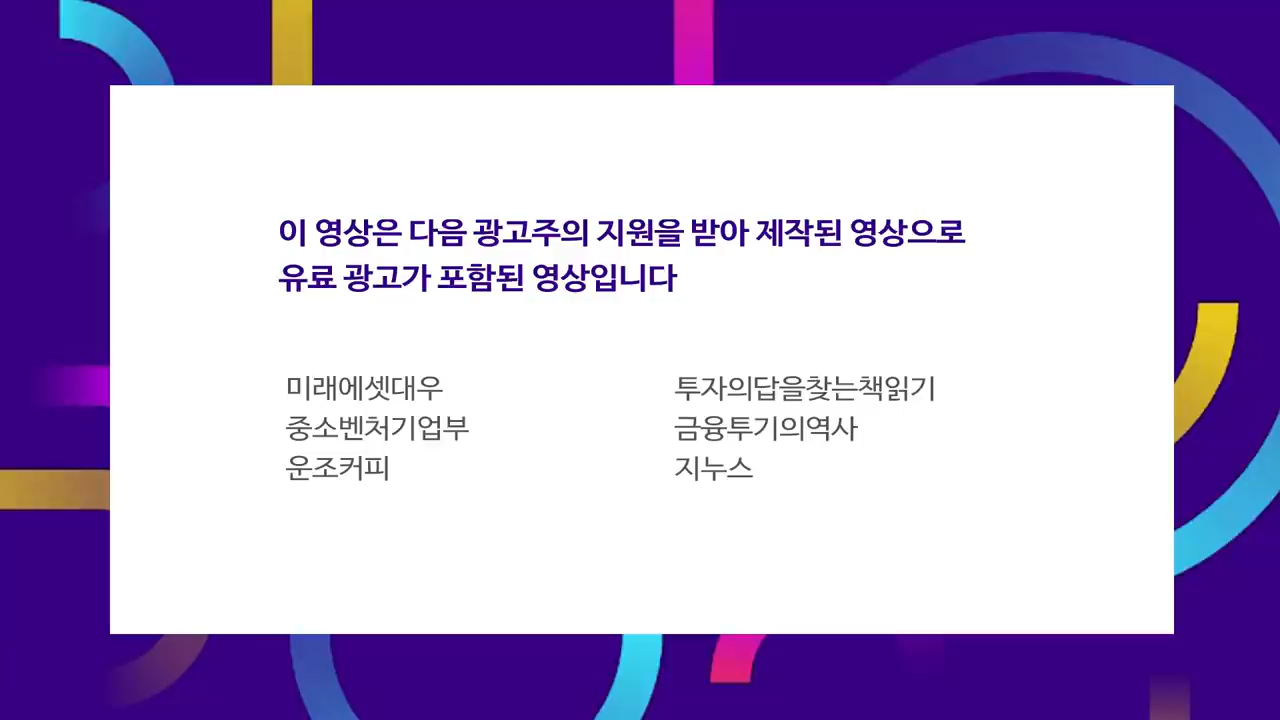 이 영상은 다음 광고주의 지원을 받아 제작된 영상으로
유료 광고가 포함된 영상입니다
미래에셋대우
중소벤처기업부
운조커피
투자의답을찾는책읽기
금융투기의역사
지누스